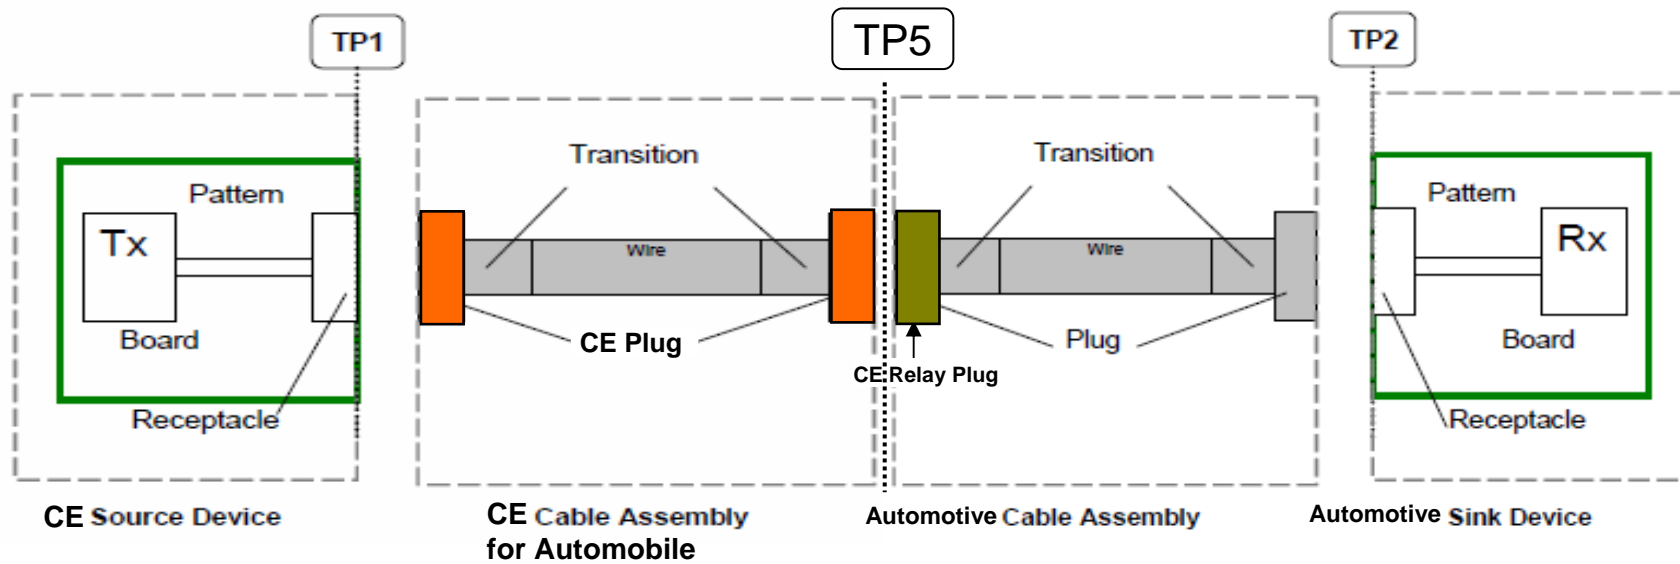 TP1
TP5
TP2
Transition
Transition
Pattern
Pattern
Tx
Wire
Wire
Rx
Board
CE Plug
Plug
Board
CE Relay Plug
Receptacle
Receptacle
CE Source Device
CE Cable Assembly
for Automobile
Automotive Cable Assembly
Automotive Sink Device